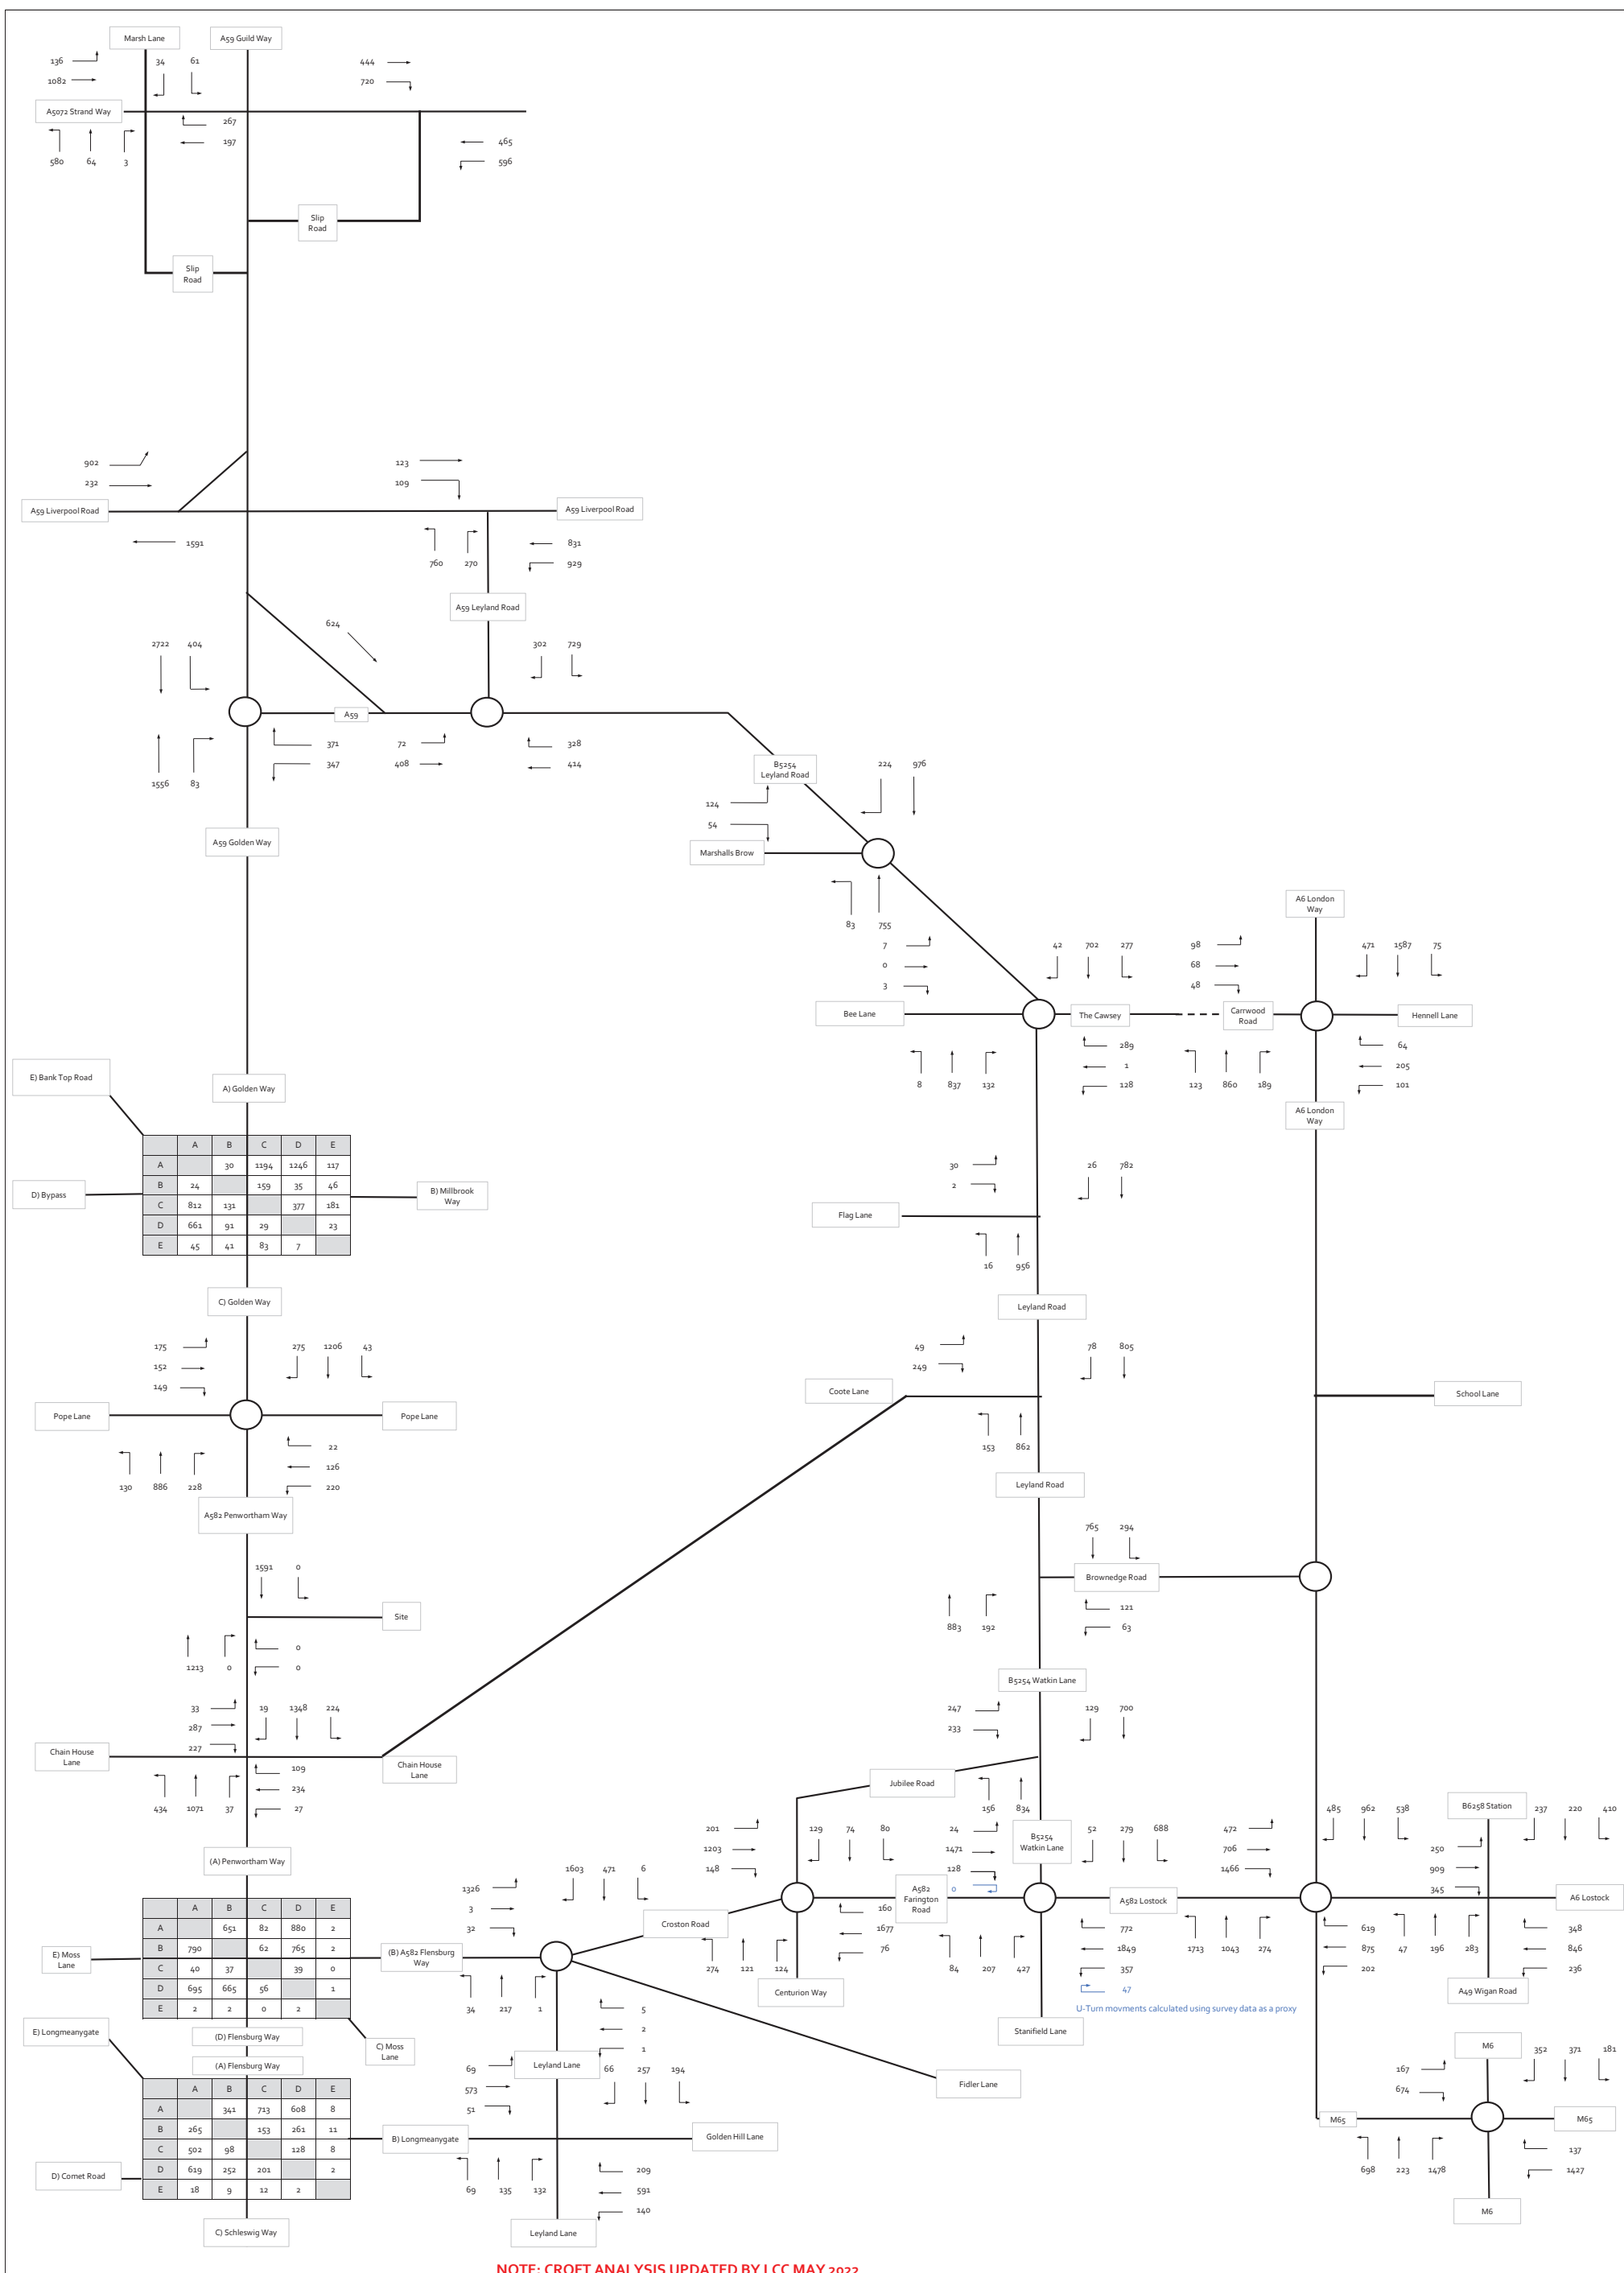 Marsh Lane
A59 Guild Way
136
34
61
444
1082
720
A5072 Strand Way
267
197
465
580
64
3
596
Slip
Road
Slip
Road
902
123
232
109
A59 Liverpool Road
A59 Liverpool Road
1591
831
760
270
929
A59 Leyland Road
624
2722
404
302
729
A59
371
72
328
347
408
414
1556
83
B5254
Leyland Road
224
976
124
54
A59 Golden Way
Marshalls Brow
83
755
A6 London
Way
7
42
702
277
98
471
1587
75
0
68
3
48
Bee Lane
The Cawsey
Carrwood
Road
Hennell Lane
289
64
1
205
8
837
132
128
123
860
189
101
E) Bank Top Road
A) Golden Way
A6 London
Way
A B C D E
A 30 1194 1246 117
B 24 159 35 46
C 812 131 377 181
D 661 91 29 23
E 45 41 83 7
D) Bypass
B) Millbrook
Way
30
26
782
2
Flag Lane
16
956
C) Golden Way
Leyland Road
175
275
1206
43
152
149
49
78
805
249
Pope Lane
Pope Lane
Coote Lane
School Lane
22
126
130
886
228
220
153
862
A582 Penwortham Way
Leyland Road
1591
0
765
294
Brownedge Road
Site
121
883
192
63
0
1213
0
0
B5254 Watkin Lane
33
19
1348
224
247
129
700
287
233
227
Chain House
Lane
Chain House
Lane
109
234
434
1071
37
27
Jubilee Road
156
834
201
129
74
80
24
B5254
Watkin Lane
52
279
688
472
485
962
538
B6258 Station
237
220
410
1203
1471
706
250
148
128
1466
909
0
345
(A) Penwortham Way
A582
Farington
Road
A582 Lostock
A6 Lostock
1603
471
6
1326
3
32
Croston Road
160
1677
76
772
1849
357
47
619
875
202
348
846
236
274
121
124
84
207
427
1713
1043
274
47
196
283
A B C D E
A 651 82 880 2
B 790 62 765 2
C 40 37 39 0
D 695 665 56 1
E 2 2 0 2
E) Moss
Lane
(B) A582 Flensburg
Way
Centurion Way
A49 Wigan Road
34
217
1
5
2
1
U-Turn movments calculated using survey data as a proxy
Stanifield Lane
E) Longmeanygate
(D) Flensburg Way
C) Moss
Lane
(A) Flensburg Way
Leyland Lane
M6
69
66
257
194
573
51
Fidler Lane
167
352
371
181
674
A B C D E
A 341 713 608 8
B 265 153 261 11
C 502 98 128 8
D 619 252 201 2
E 18 9 12 2
M65
M65
B) Longmeanygate
Golden Hill Lane
D) Comet Road
209
591
69
135
132
140
137
698
223
1478
1427
C) Schleswig Way
Leyland Lane
M6
NOTE: CROFT ANALYSIS UPDATED BY LCC MAY 2022